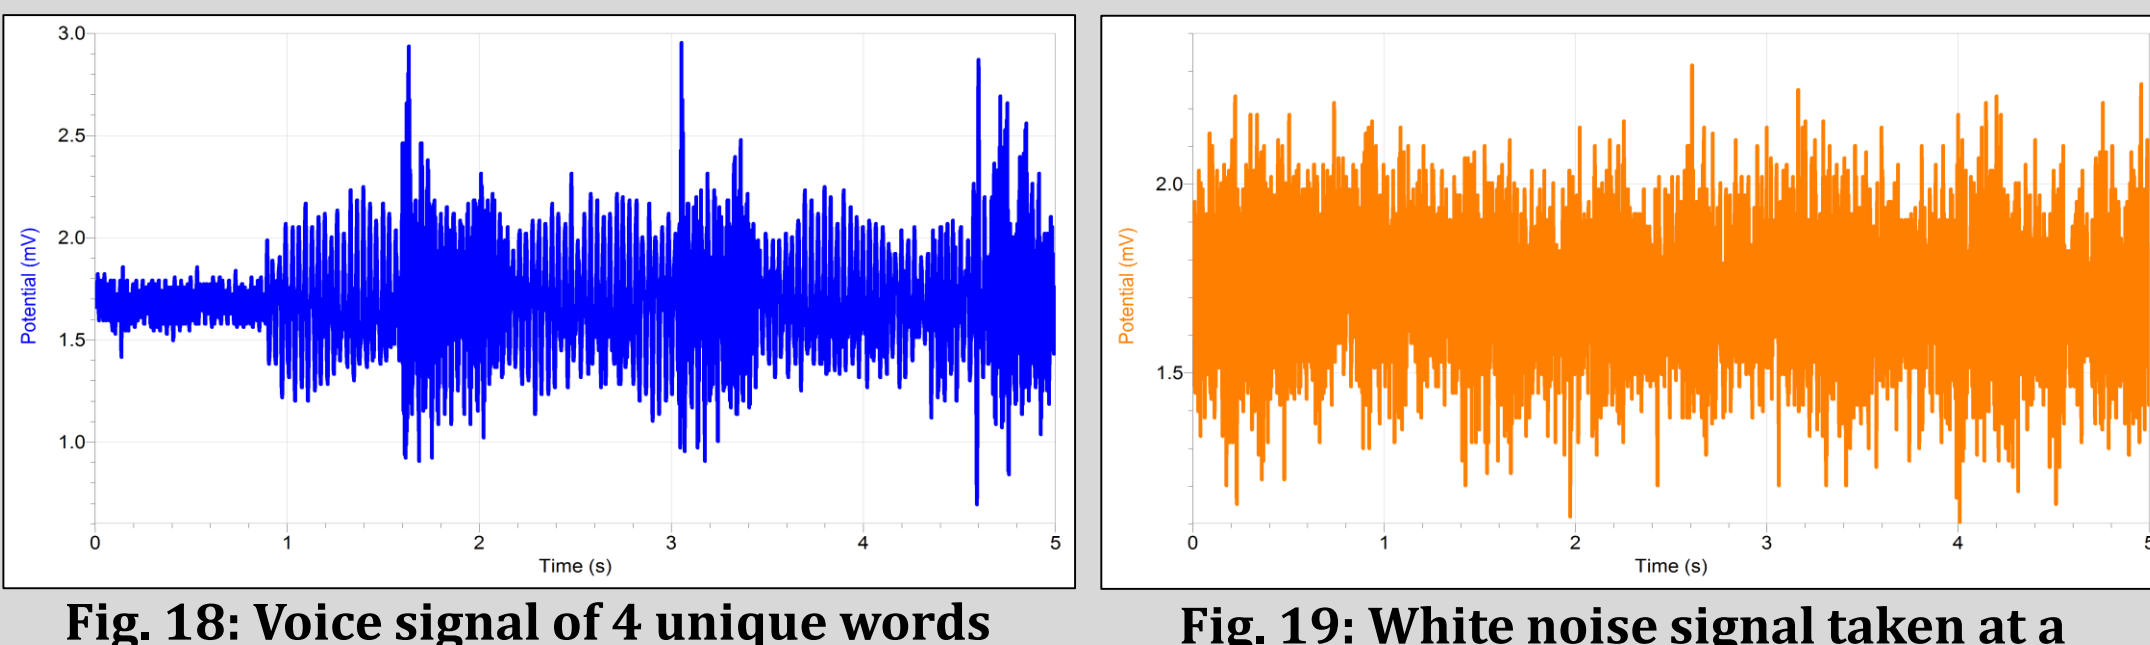 3.0
2.5
2.0
1.5
1.0
Potential (mV)
0 1 2 3 4 5
Time (s)
Fig. 18: Voice signal of 4 unique words
2.0
1.5
Potential (mV)
0 1 2 3 4 5
Time (s)
Fig. 19: White noise signal taken at a